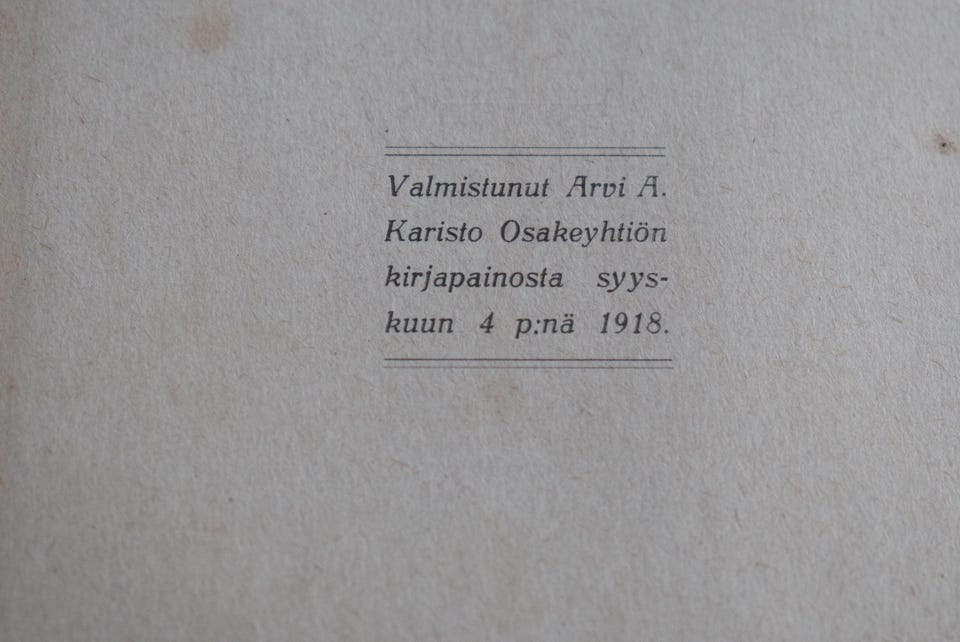 Valmistunut Arvi A.
Karisto Osakeyhtiön
kirjapainosta syys-
kuun 4 p:nä 1918.